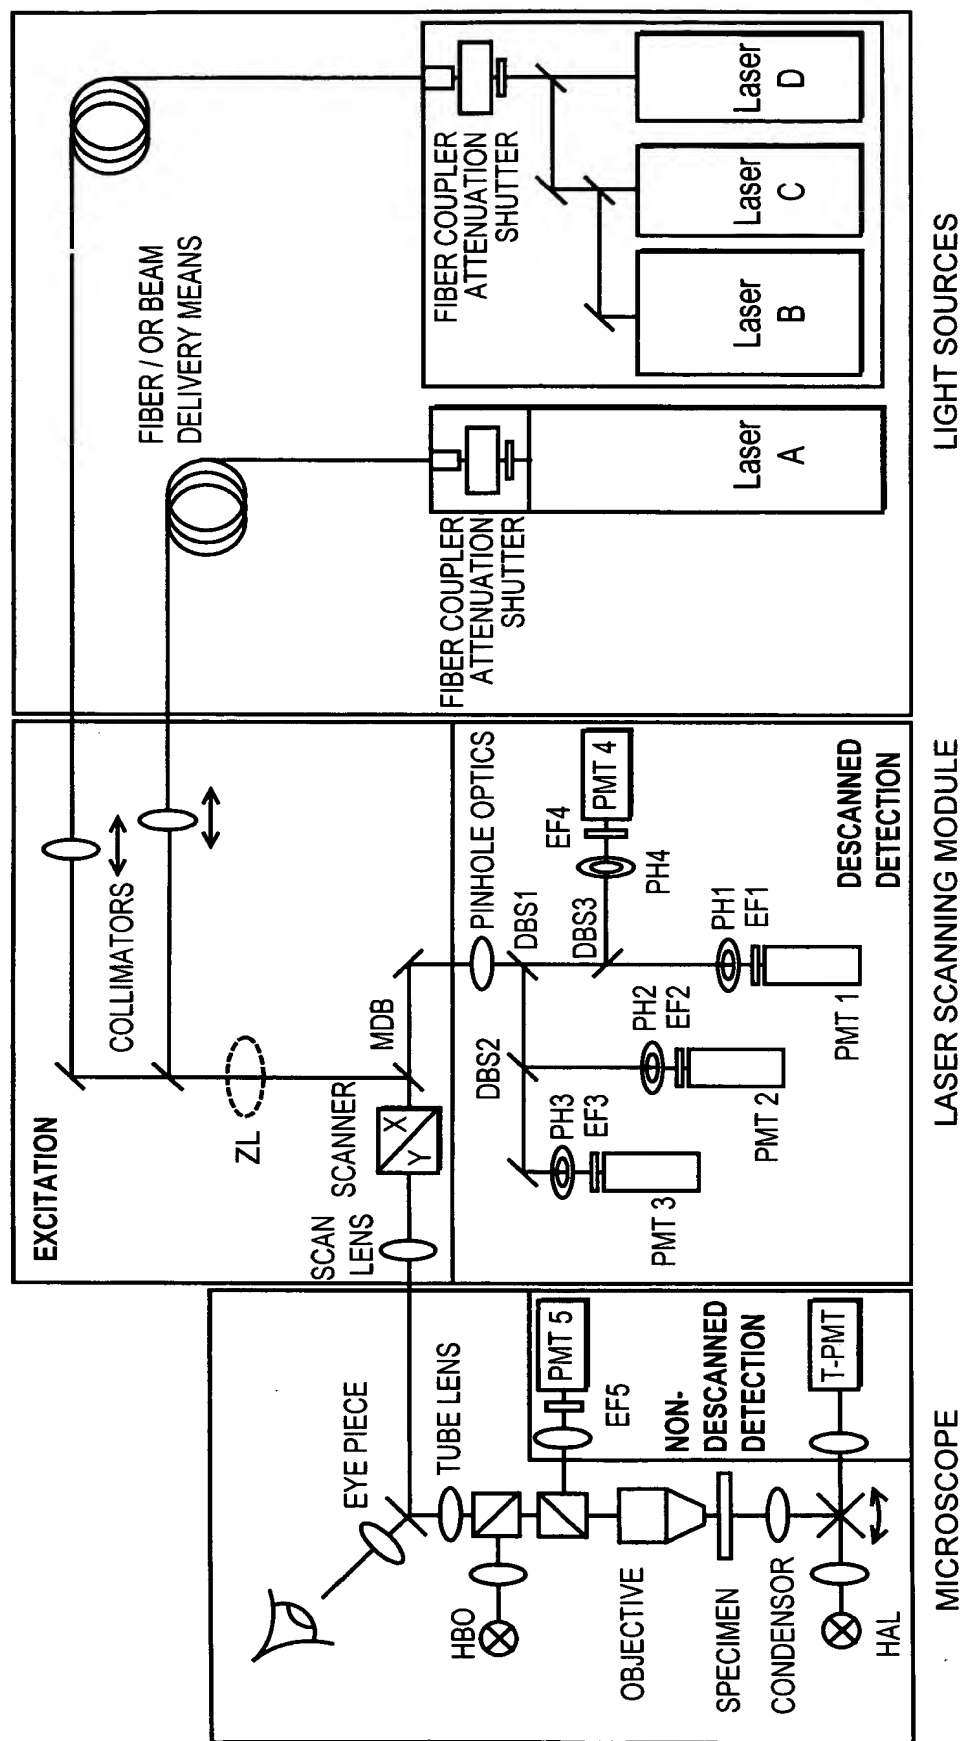 MICROSCOPE
EYE PIECE
TUBE LENS
HBO
PMT 5
EF5
NON-
DESCANNED
DETECTION
OBJECTIVE
SPECIMEN
CONDENSOR
HAL
T-PMT
LASER SCANNING MODULE
EXCITATION
COLLIMATORS
ZL
MDB
SCANNER
X
Y
SCAN
LENS
PINHOLE OPTICS
DBS1
DBS2
DBS3
EF4
PMT 4
PH4
PH3
EF3
PMT 3
PH2
EF2
PMT 2
PH1
EF1
PMT 1
DESCANNED
DETECTION
LIGHT SOURCES
FIBER / OR BEAM
DELIVERY MEANS
FIBER COUPLER
ATTENUATION
SHUTTER
Laser
A
FIBER COUPLER
ATTENUATION
SHUTTER
Laser
B
Laser
C
Laser
D